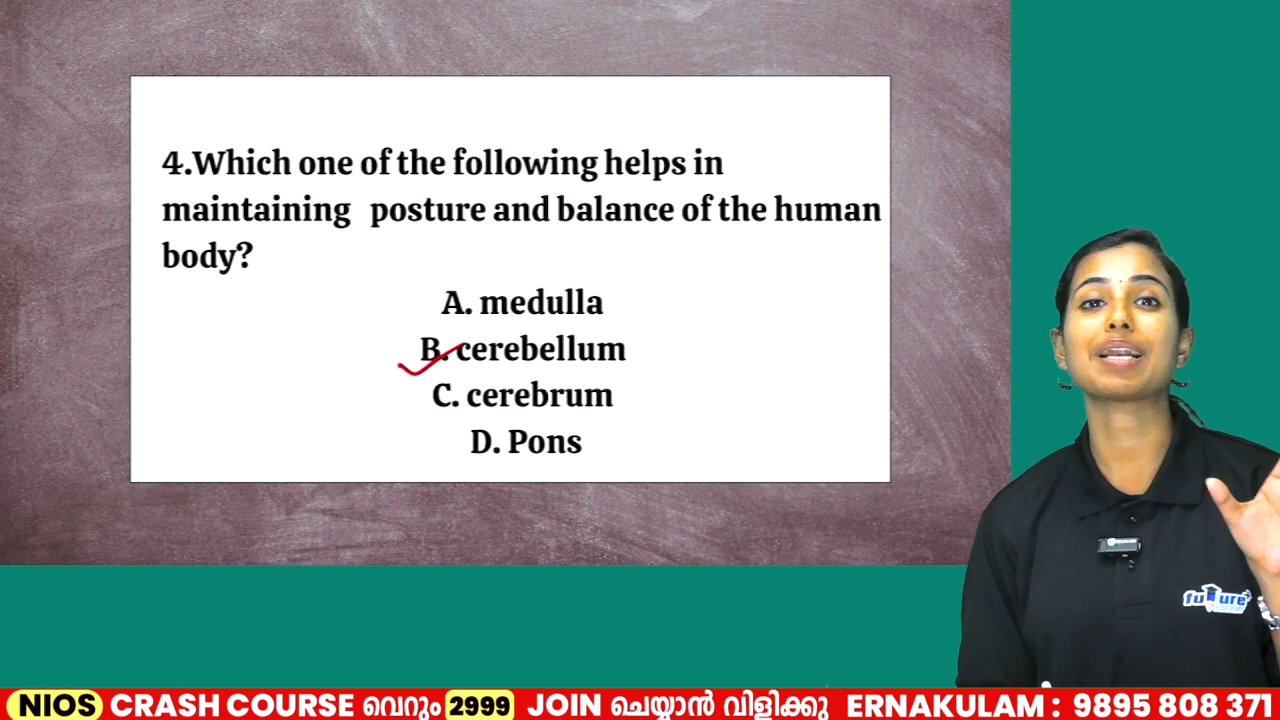 4.Which one of the following helps in
maintaining posture and balance of the human
body?
A. medulla
B. cerebellum
C. cerebrum
D. Pons
future
NIOS CRASH COURSE വെറും 2999 JOIN ചെയ്യാൻ വിളിക്കു ERNAKULAM : 9895 808 371